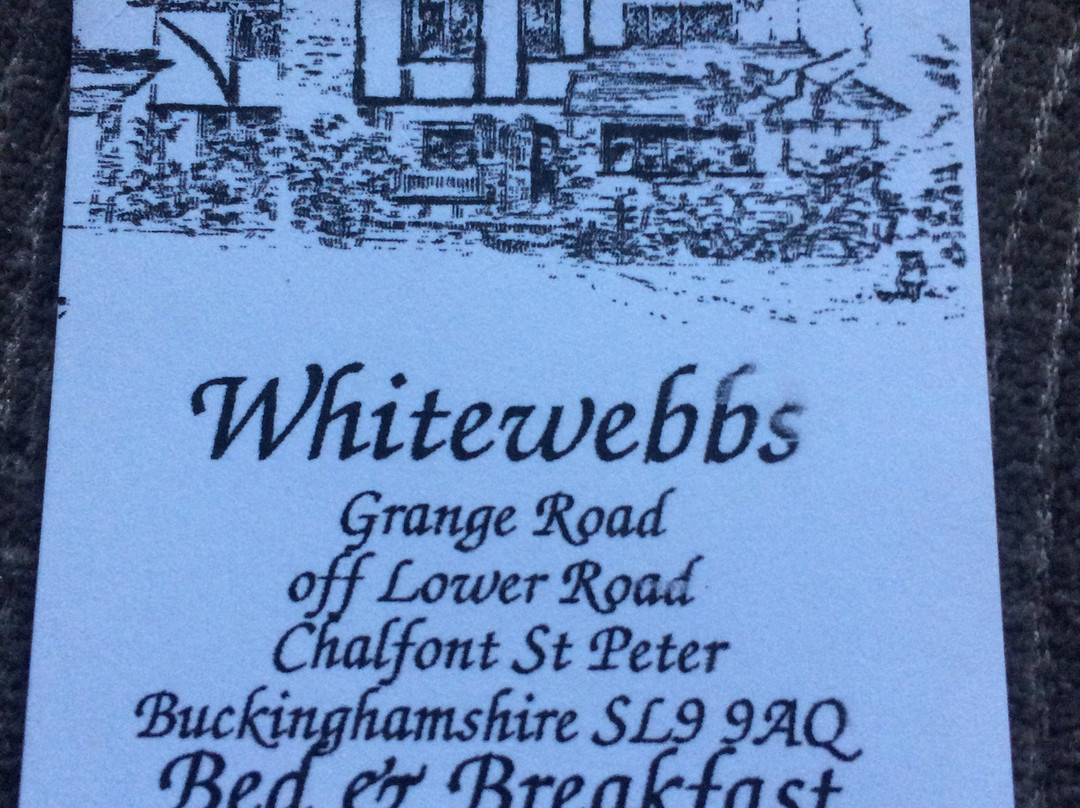 Whitewebbs
Grange Road
off Lower Road
Chalfont St Peter
Buckinghamshire SL9 9AQ
Bed & Breakfast